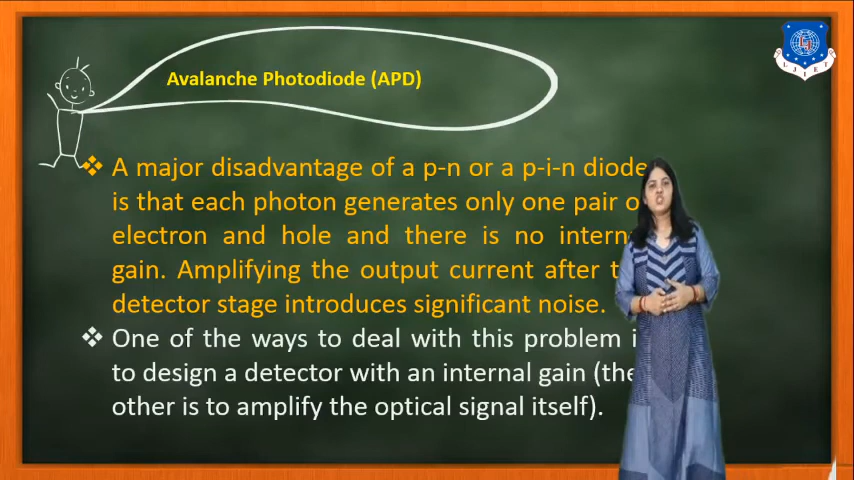 LJIET
Avalanche Photodiode (APD)
❖ A major disadvantage of a p-n or a p-i-n diode
is that each photon generates only one pair
electron and hole and there is no
gain. Amplifying the output current after
detector stage introduces significant noise.
❖ One of the ways to deal with this problem
to design a detector with an internal gain (the
other is to amplify the optical signal itself).